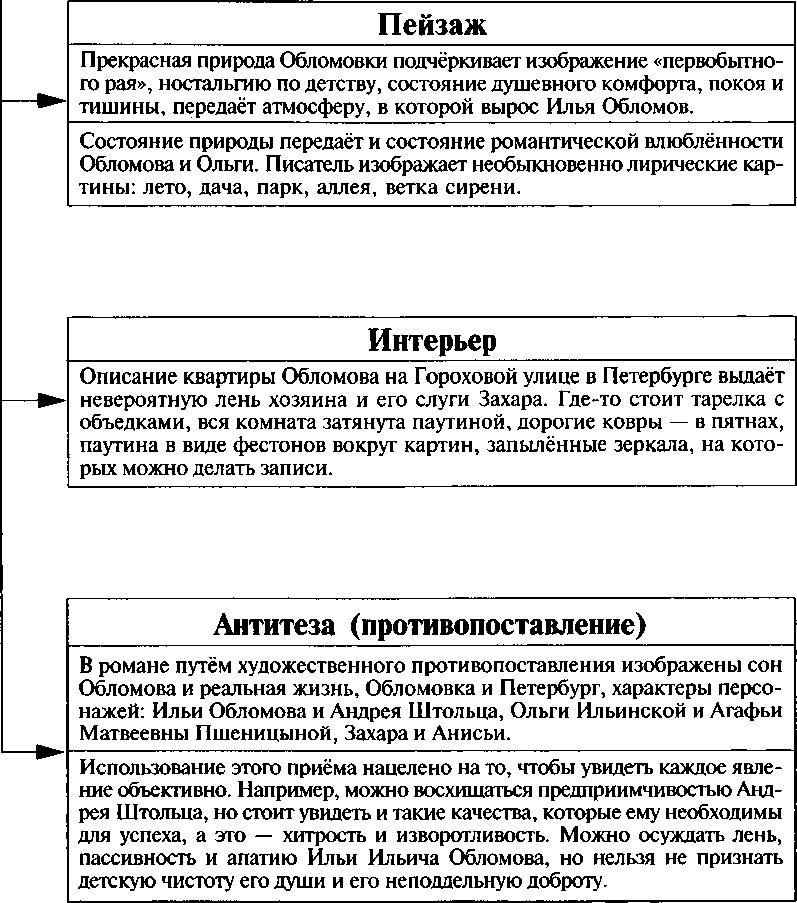 Пейзаж
Прекрасная природа Обломовки подчёркивает изображение «первобытно-
го рая», ностальгию по детству, состояние душевного комфорта, покоя и
тишины, передаёт атмосферу, в которой вырос Илья Обломов.
Состояние природы передаёт и состояние романтической влюблённости
Обломова и Ольги. Писатель изображает необыкновенно лирические кар-
тины: лето, дача, парк, аллея, ветка сирени.
Интерьер
Описание квартиры Обломова на Гороховой улице в Петербурге выдаёт
невероятную лень хозяина и его слуги Захара. Где-то стоит тарелка с
объедками, вся комната затянута паутиной, дорогие ковры — в пятнах,
паутина в виде фестонов вокруг картин, запылённые зеркала, на кото-
рых можно делать записи.
Антитеза (противопоставление)
В романе путём художественного противопоставления изображены сон
Обломова и реальная жизнь, Обломовка и Петербург, характеры персо-
нажей: Ильи Обломова и Андрея Штольца, Ольги Ильинской и Агафьи
Матвеевны Пшеницыной, Захара и Анисьи.
Использование этого приёма нацелено на то, чтобы увидеть каждое явле-
ние объективно. Например, можно восхищаться предприимчивостью Анд-
рея Штольца, но стоит увидеть и такие качества, которые ему необходимы
для успеха, а это — хитрость и изворотливость. Можно осуждать лень,
пассивность и апатию Ильи Ильича Обломова, но нельзя не признать
детскую чистоту его души и его неподдельную доброту.